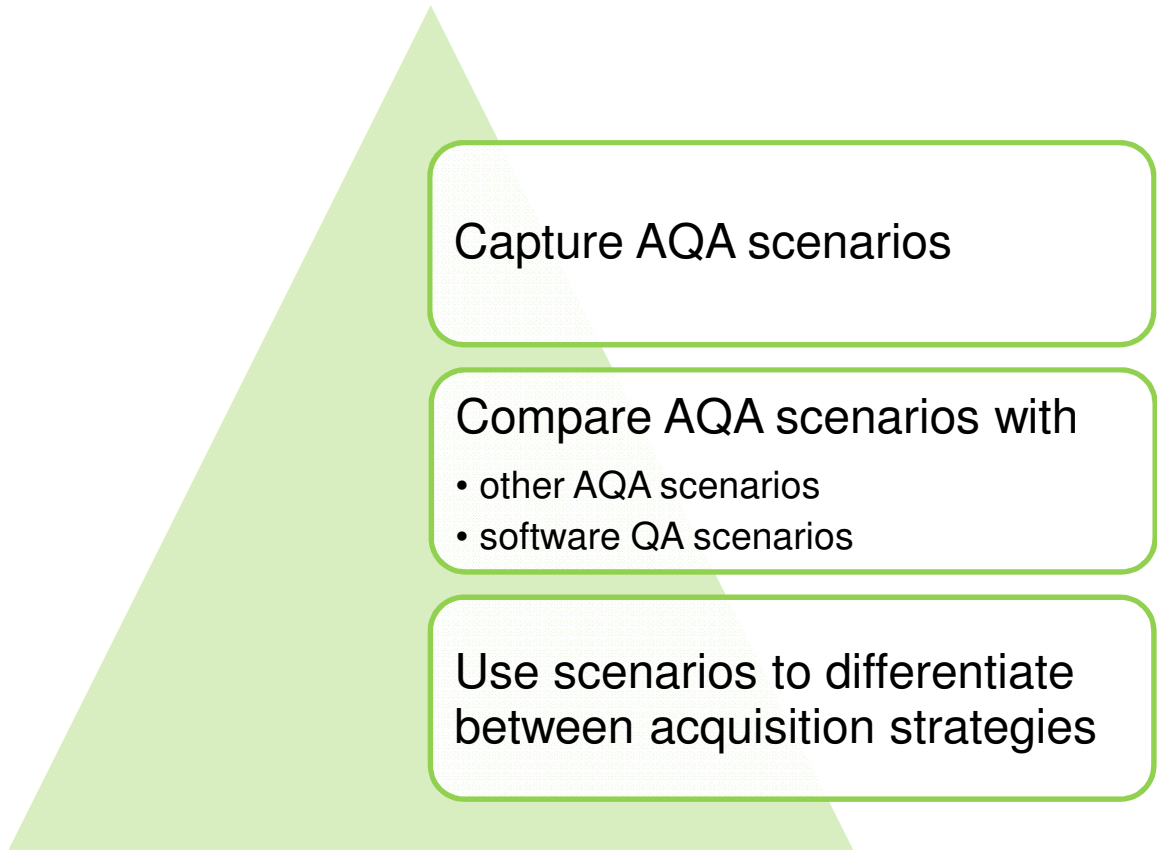 Capture AQA scenarios
Compare AQA scenarios with
• other AQA scenarios
• software QA scenarios
Use scenarios to differentiate
between acquisition strategies